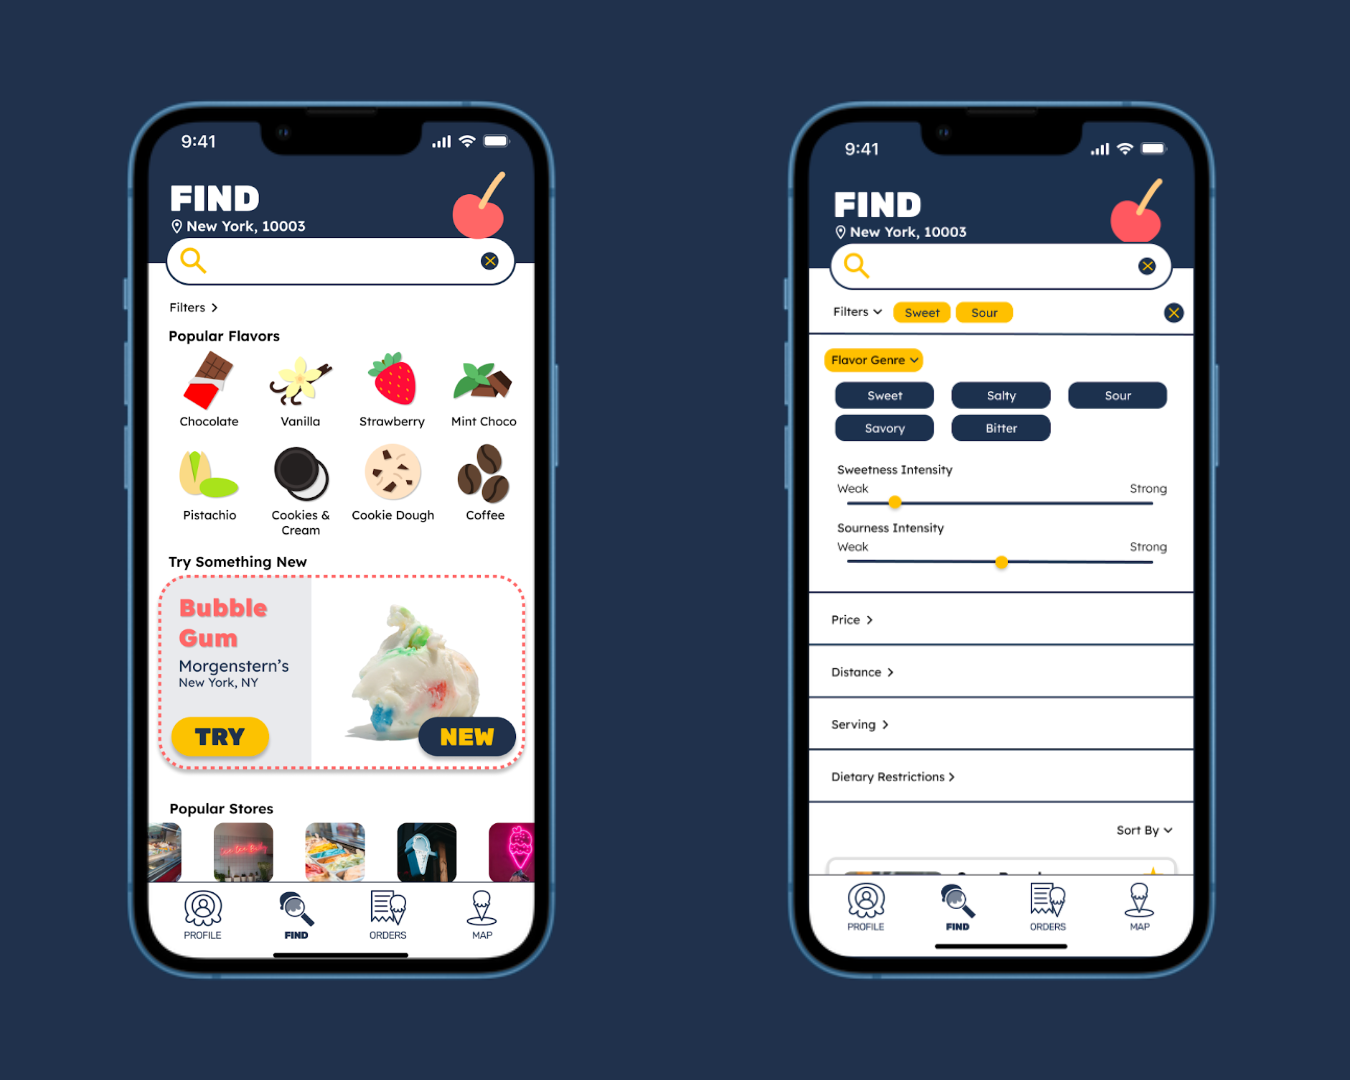 9:41
FIND
New York, 10003
Filters
Popular Flavors
Chocolate
Vanilla
Strawberry
Mint Choco
Pistachio
Cookies &
Cream
Cookie Dough
Coffee
Try Something New
Bubble
Gum
Morgenstern's
New York, NY
TRY
NEW
Popular Stores
PROFILE
FIND
ORDERS
MAP
9:41
FIND
New York, 10003
Filters
Sweet
Sour
Flavor Genre
Sweet
Salty
Sour
Savory
Bitter
Sweetness Intensity
Weak
Strong
Sourness Intensity
Weak
Strong
Price
Distance
Serving
Dietary Restrictions
Sort By
PROFILE
FIND
ORDERS
MAP